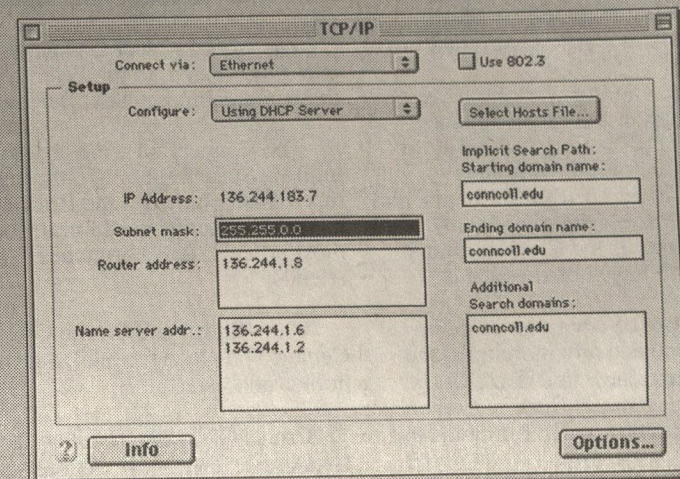 TCP/IP
Connect via: Ethernet
Use 802.3
Setup
Configure: Using DHCP Server
Select Hosts File...
Implicit Search Path:
Starting domain name:
IP Address: 136.244.183.7
conncoll.edu
Subnet mask: 255.255.0.0
Ending domain name:
conncoll.edu
Router address: 136.244.1.8
Additional
Search domains:
Name server addr.: 136.244.1.6
136.244.1.2
conncoll.edu
?
Info
Options...